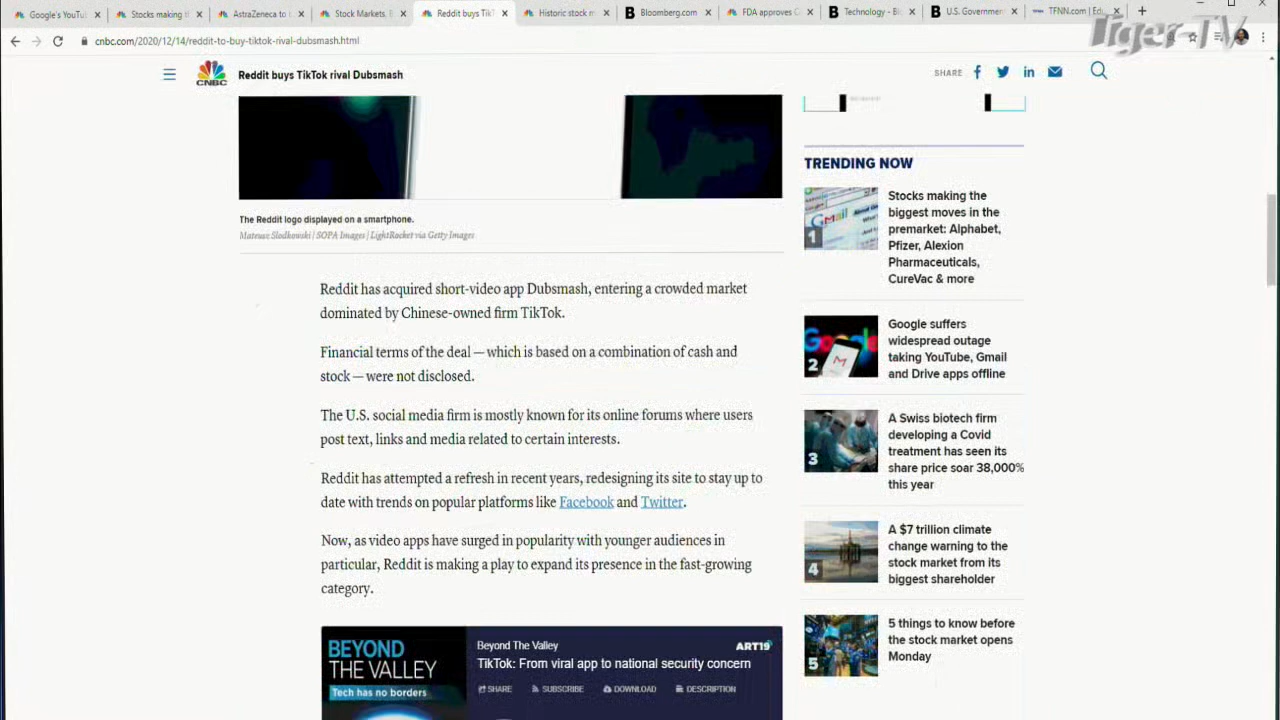 Google's YouTu
Stocks making t
AstraZeneca to
Stock Markets, B
Reddit buys TikT
Historic stock m
Bloomberg.com
FDA approves C
Technology - Bl
U.S. Governmen
TFNN.com | Edu
Tiger-TV
cnbc.com/2020/12/14/reddit-to-buy-tiktok-rival-dubsmash.html
CNBC
Reddit buys TikTok rival Dubsmash
SHARE
The Reddit logo displayed on a smartphone.
Mateusz Slodkowski | SOPA Images | LightRocket via Getty Images
Reddit has acquired short-video app Dubsmash, entering a crowded market
dominated by Chinese-owned firm TikTok.
Financial terms of the deal — which is based on a combination of cash and
stock — were not disclosed.
The U.S. social media firm is mostly known for its online forums where users
post text, links and media related to certain interests.
Reddit has attempted a refresh in recent years, redesigning its site to stay up to
date with trends on popular platforms like Facebook and Twitter.
Now, as video apps have surged in popularity with younger audiences in
particular, Reddit is making a play to expand its presence in the fast-growing
category.
BEYOND
THE VALLEY
Tech has no borders
Beyond The Valley
ART19
TikTok: From viral app to national security concern
SHARE
SUBSCRIBE
DOWNLOAD
DESCRIPTION
TRENDING NOW
Gmail
1
Stocks making the
biggest moves in the
premarket: Alphabet,
Pfizer, Alexion
Pharmaceuticals,
CureVac & more
Google
2
Google suffers
widespread outage
taking YouTube, Gmail
and Drive apps offline
3
A Swiss biotech firm
developing a Covid
treatment has seen its
share price soar 38,000%
this year
4
A $7 trillion climate
change warning to the
stock market from its
biggest shareholder
5
5 things to know before
the stock market opens
Monday